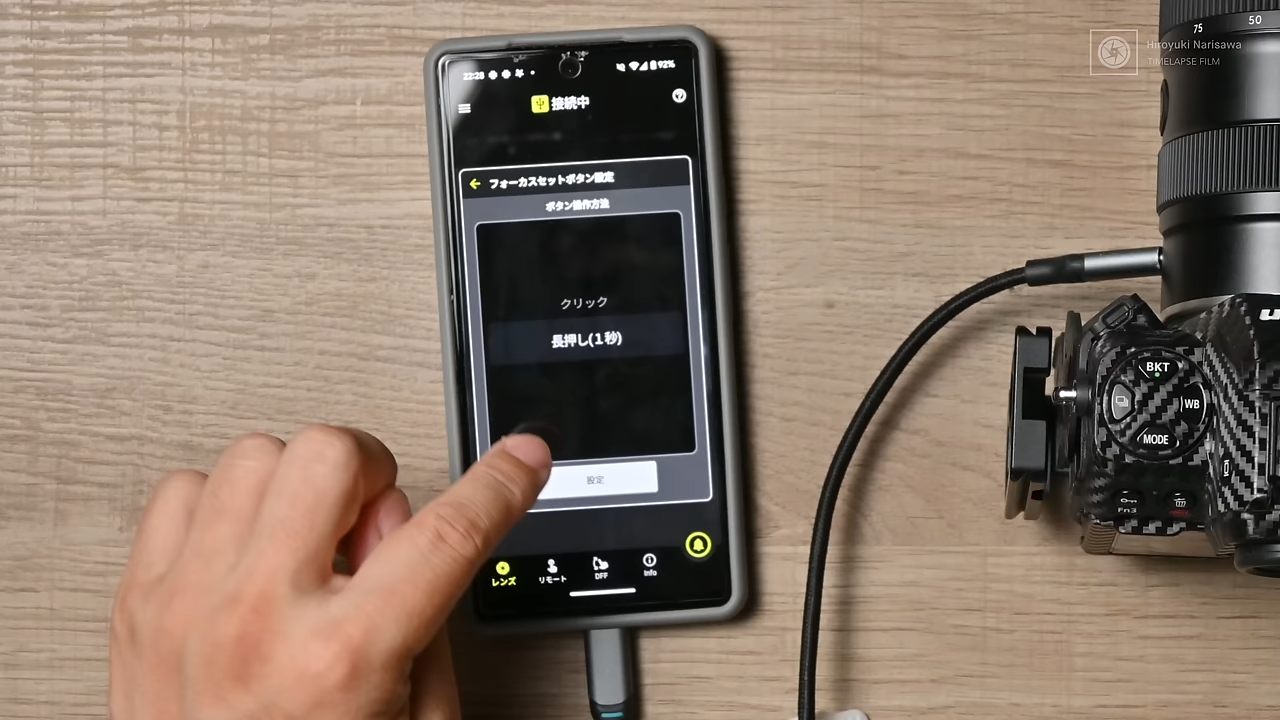 75 50
Hiroyuki Narisawa
TIMELAPSE FILM
22:28
92%
接続中
フォーカスセットボタン設定
ボタン操作方法
クリック
長押し(1秒)
設定
レンズ
リモート
DFF
Info
BKT
WB
MODE
Fn3